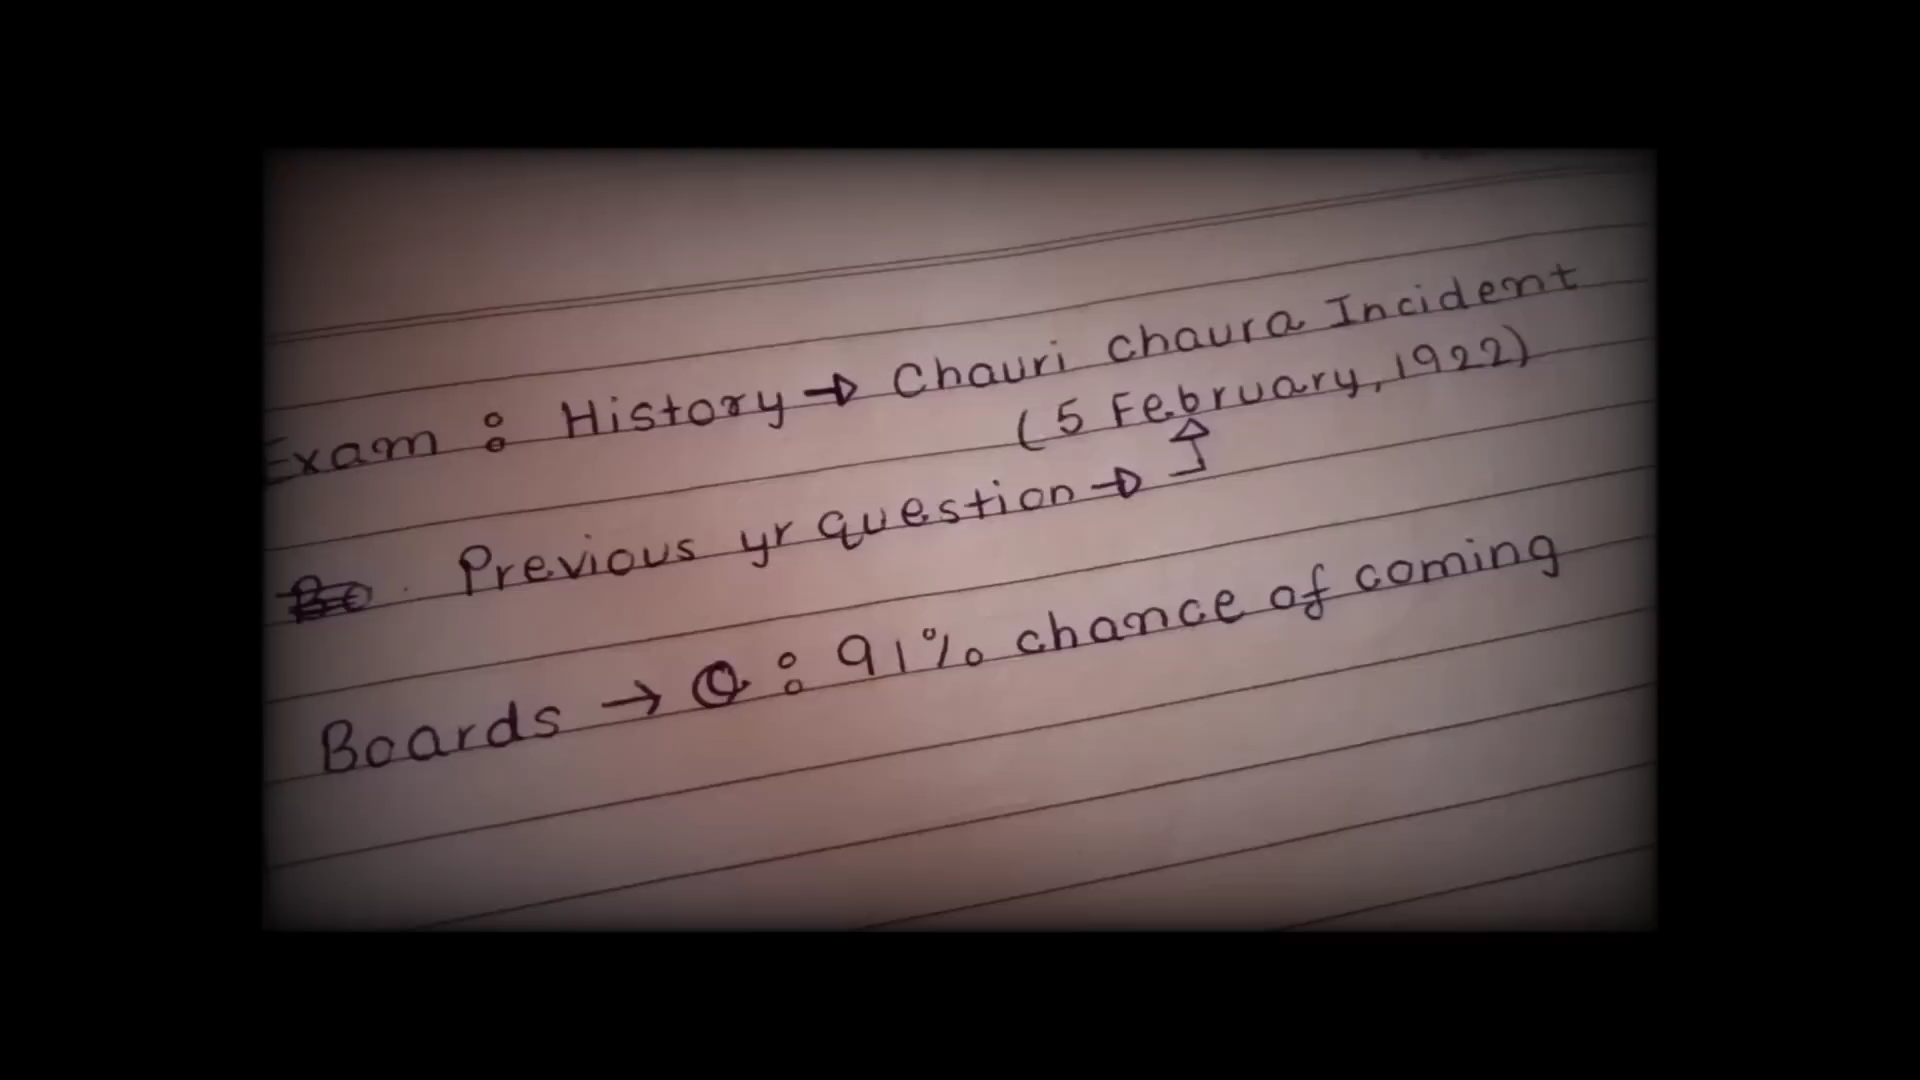 Exam : History → Chauri Chaura Incident
(5 February, 1922)
Previous yr question →
Boards → Q : 91% chance of coming